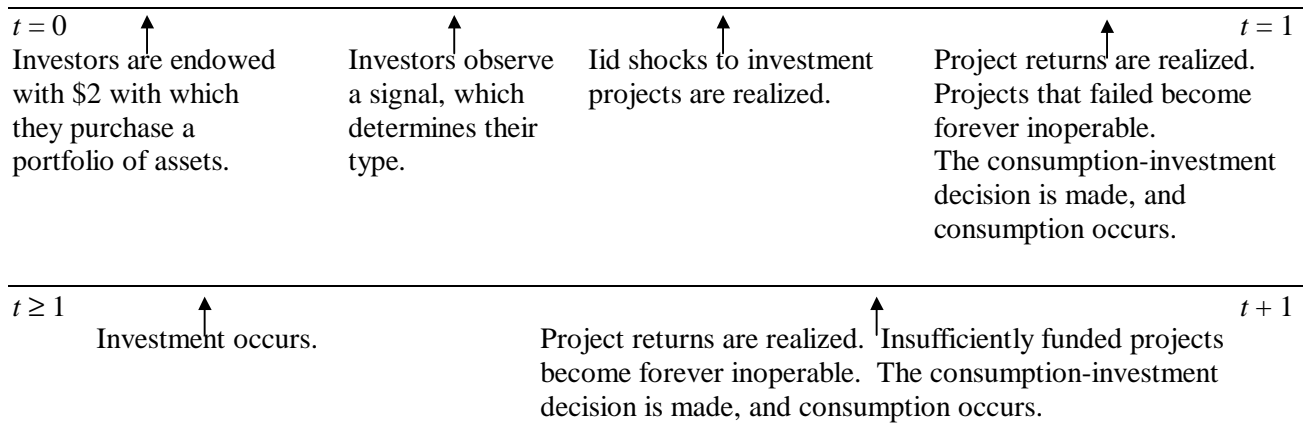 t = 0 t = 1
Investors are endowed Investors observe Iid shocks to investment Project returns are realized.
with $2 with which a signal, which projects are realized. Projects that failed become
they purchase a determines their forever inoperable.
portfolio of assets. type. The consumption-investment
decision is made, and
consumption occurs.
t ≥ 1 t + 1
Investment occurs. Project returns are realized. Insufficiently funded projects
become forever inoperable. The consumption-investment
decision is made, and consumption occurs.